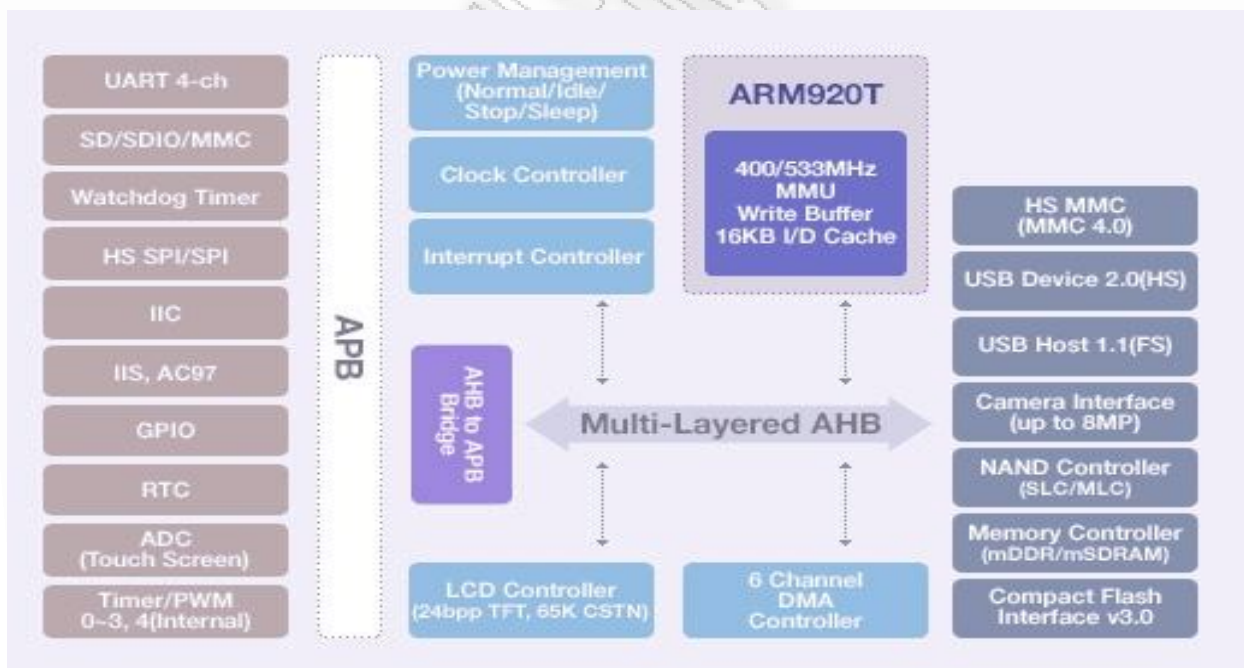 UART 4-ch
SD/SDIO/MMC
Watchdog Timer
HS SPI/SPI
IIC
IIS, AC97
GPIO
RTC
ADC
(Touch Screen)
Timer/PWM
0~3, 4(Internal)
APB
Power Management
(Normal/Idle/
Stop/Sleep)
Clock Controller
Interrupt Controller
AHB to APB
Bridge
ARM920T
400/533MHz
MMU
Write Buffer
16KB I/D Cache
Multi-Layered AHB
LCD Controller
(24bpp TFT, 65K CSTN)
6 Channel
DMA
Controller
HS MMC
(MMC 4.0)
USB Device 2.0(HS)
USB Host 1.1(FS)
Camera Interface
(up to 8MP)
NAND Controller
(SLC/MLC)
Memory Controller
(mDDR/mSDRAM)
Compact Flash
Interface v3.0